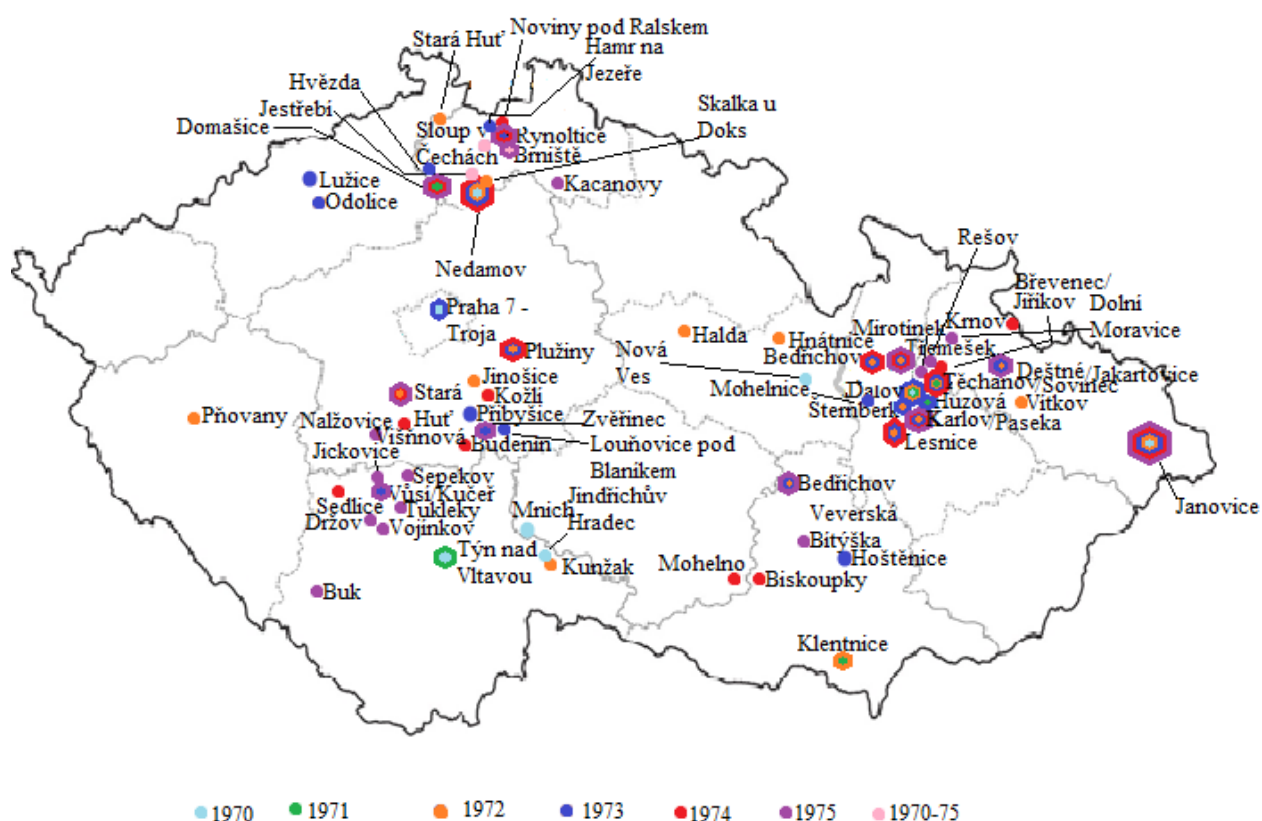 Noviny pod Ralskem
Stará Huť
Hamr na
Jezeře
Hvězda
Jestřebí
Skalka u
Doks
Domašice
Sloup v
Čechách
Rynoltice
Brniště
Lužice
Odolice
Kacanovy
Nedamov
Rešov
Břevenec/
Jiříkov
Dolní
Moravice
Praha 7 -
Troja
Halda
Hnátnice
Mirotínek
Krnov
Třemešek
Bedřichov
Plužiny
Nová
Ves
Deštné/Jakartovice
Jinošice
Mohelnice
Dalov
Těchanov/Sovinec
Stará
Huť
Kožlí
Huzová
Vítkov
Pňovany
Nalžovice
Přibyšice
Zvěřinec
Šternberk
Karlov/Paseka
Višňnová
Budenín
Louňovice pod
Blaníkem
Lesnice
Jickovice
Sepekov
Vůsí/Kučeř
Bedřichov
Sedlice
Tukleky
Jindřichův
Hradec
Mnich
Veverská
Bitýška
Janovice
Držov
Vojínkov
Týn nad
Vltavou
Kunžak
Mohelno
Biskoupky
Hoštěnice
Buk
Klentnice
1970 1971 1972 1973 1974 1975 1970-75